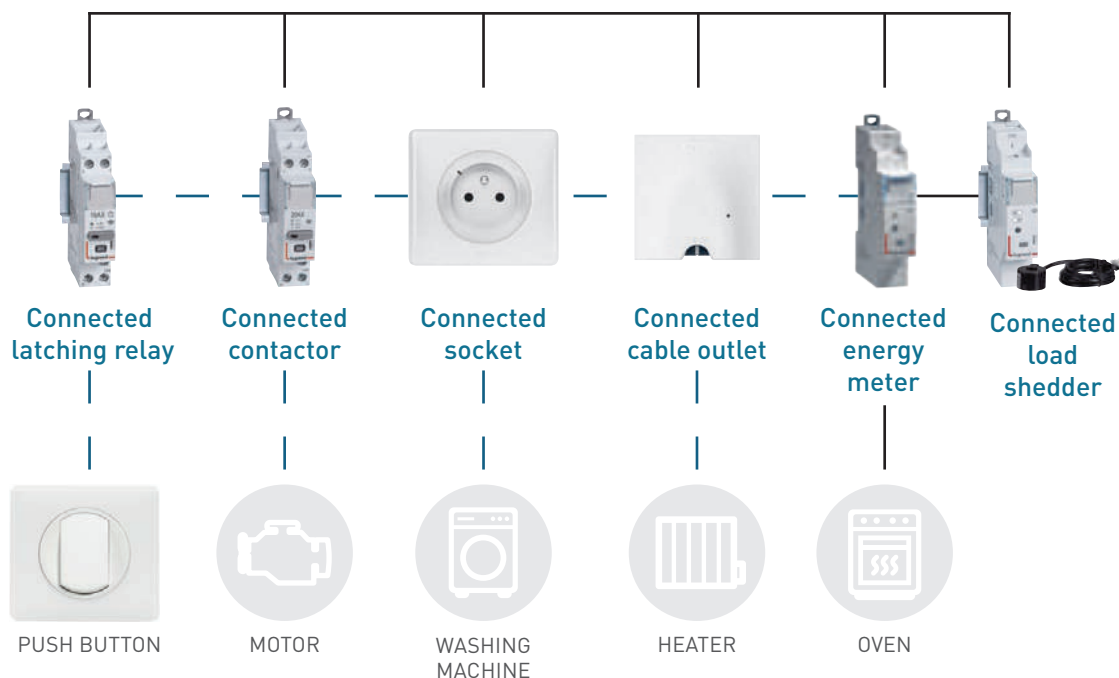 Connected
latching relay
Connected
contactor
Connected
socket
Connected
cable outlet
Connected
energy
meter
Connected
load
shedder
PUSH BUTTON
MOTOR
WASHING
MACHINE
HEATER
OVEN